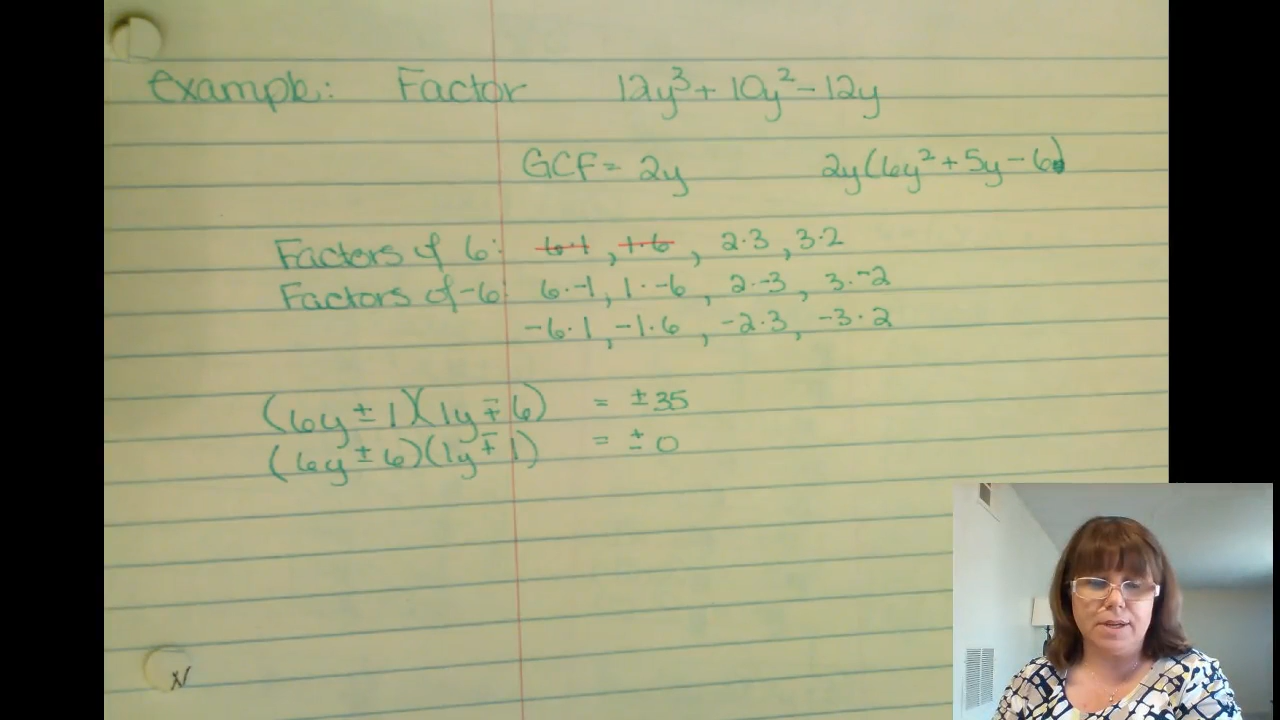 Example: Factor 12y³ + 10y² - 12y
GCF = 2y 2y(6y² + 5y - 6)
Factors of 6: 6·1, 1·6, 2·3, 3·2
Factors of -6: 6·-1, 1·-6, 2·-3, 3·-2
-6·1, -1·6, -2·3, -3·2
(6y ± 1)(1y ∓ 6) = ±35
(6y ± 6)(1y ∓ 1) = ±0